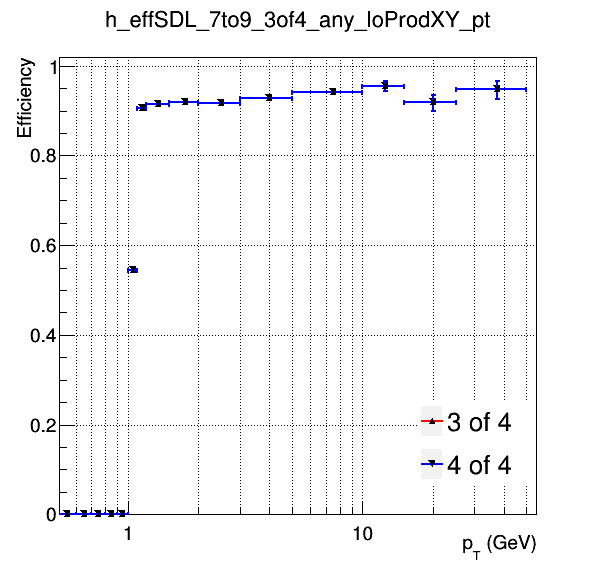 h_effSDL_7to9_3of4_any_loProdXY_pt
Efficiency
1
0.8
0.6
0.4
0.2
0
3 of 4
4 of 4
1
10
p_T (GeV)